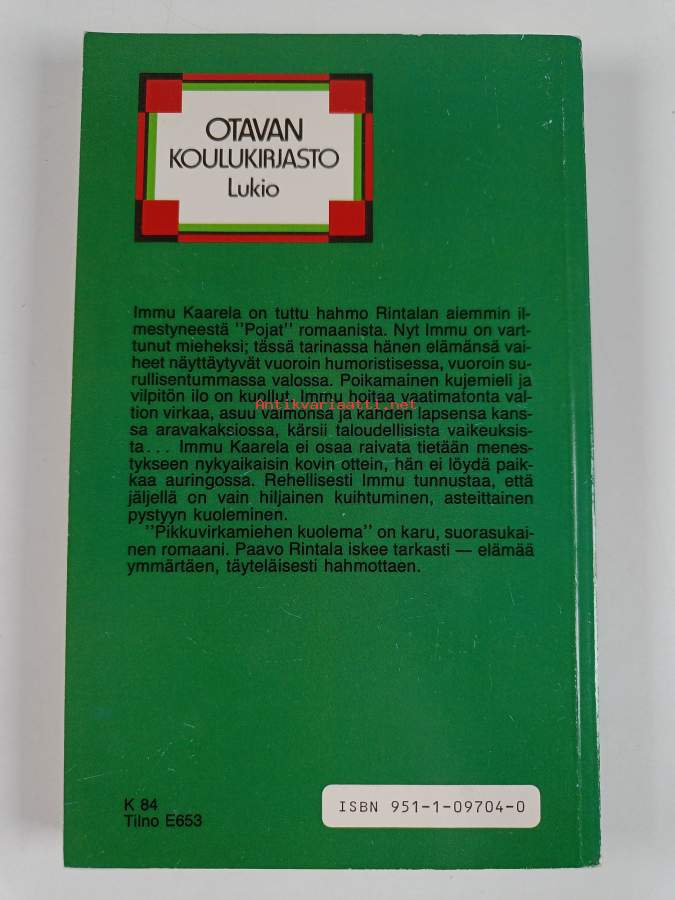 OTAVAN
KOULUKIRJASTO
Lukio
Immu Kaarela on tuttu hahmo Rintalan aiemmin il-
mestyneestä "Pojat" romaanista. Nyt Immu on vart-
tunut mieheksi; tässä tarinassa hänen elämänsä vai-
heet näyttäytyvät vuoroin humoristisessa, vuoroin su-
rullisentummassa valossa. Poikamainen kujemieli ja
vilpitön ilo on kuollut. Immu hoitaa vaatimatonta val-
Antikvariaatti.net
tion virkaa, asuu vaimonsa ja kahden lapsensa kans-
sa aravakaksiossa, kärsii taloudellisista vaikeuksis-
ta... Immu Kaarela ei osaa raivata tietään menes-
tykseen nykyaikaisin kovin ottein, hän ei löydä paik-
kaa auringossa. Rehellisesti Immu tunnustaa, että
jäljellä on vain hiljainen kuihtuminen, asteittainen
pystyyn kuoleminen.
"Pikkuvirkamiehen kuolema" on karu, suorasukai-
nen romaani. Paavo Rintala iskee tarkasti — elämää
ymmärtäen, täyteläisesti hahmottaen.
K 84
Tilno E653
ISBN 951-1-09704-0